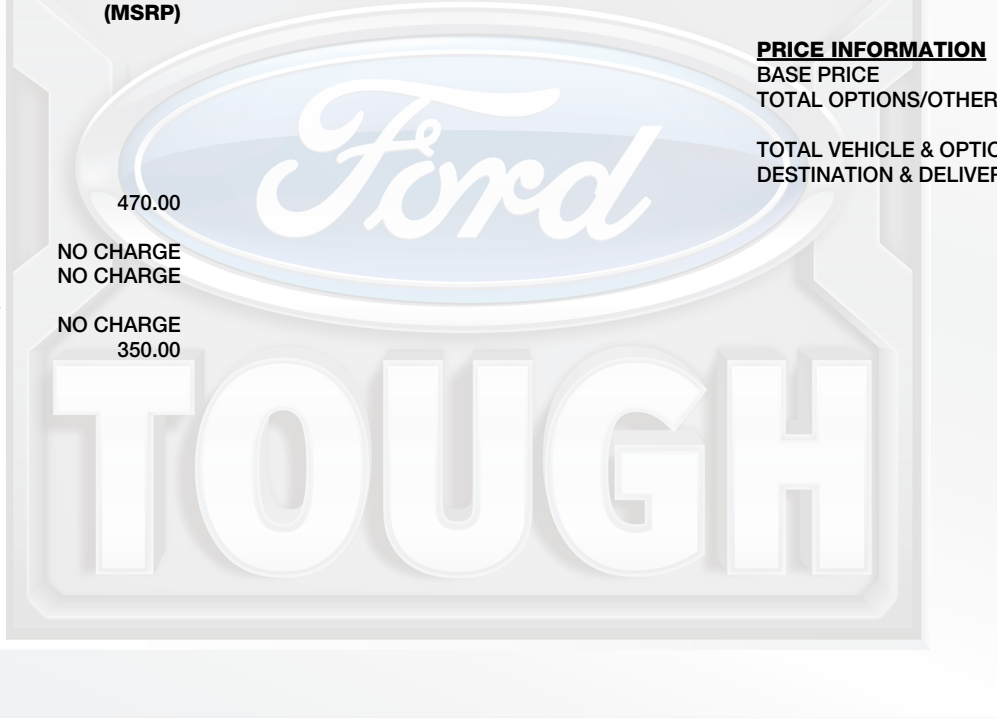 (MSRP)
470.00
NO CHARGE
NO CHARGE
NO CHARGE
350.00
PRICE INFORMATION
BASE PRICE
TOTAL OPTIONS/OTHER
TOTAL VEHICLE & OPTIO
DESTINATION & DELIVER
Ford
TOUGH